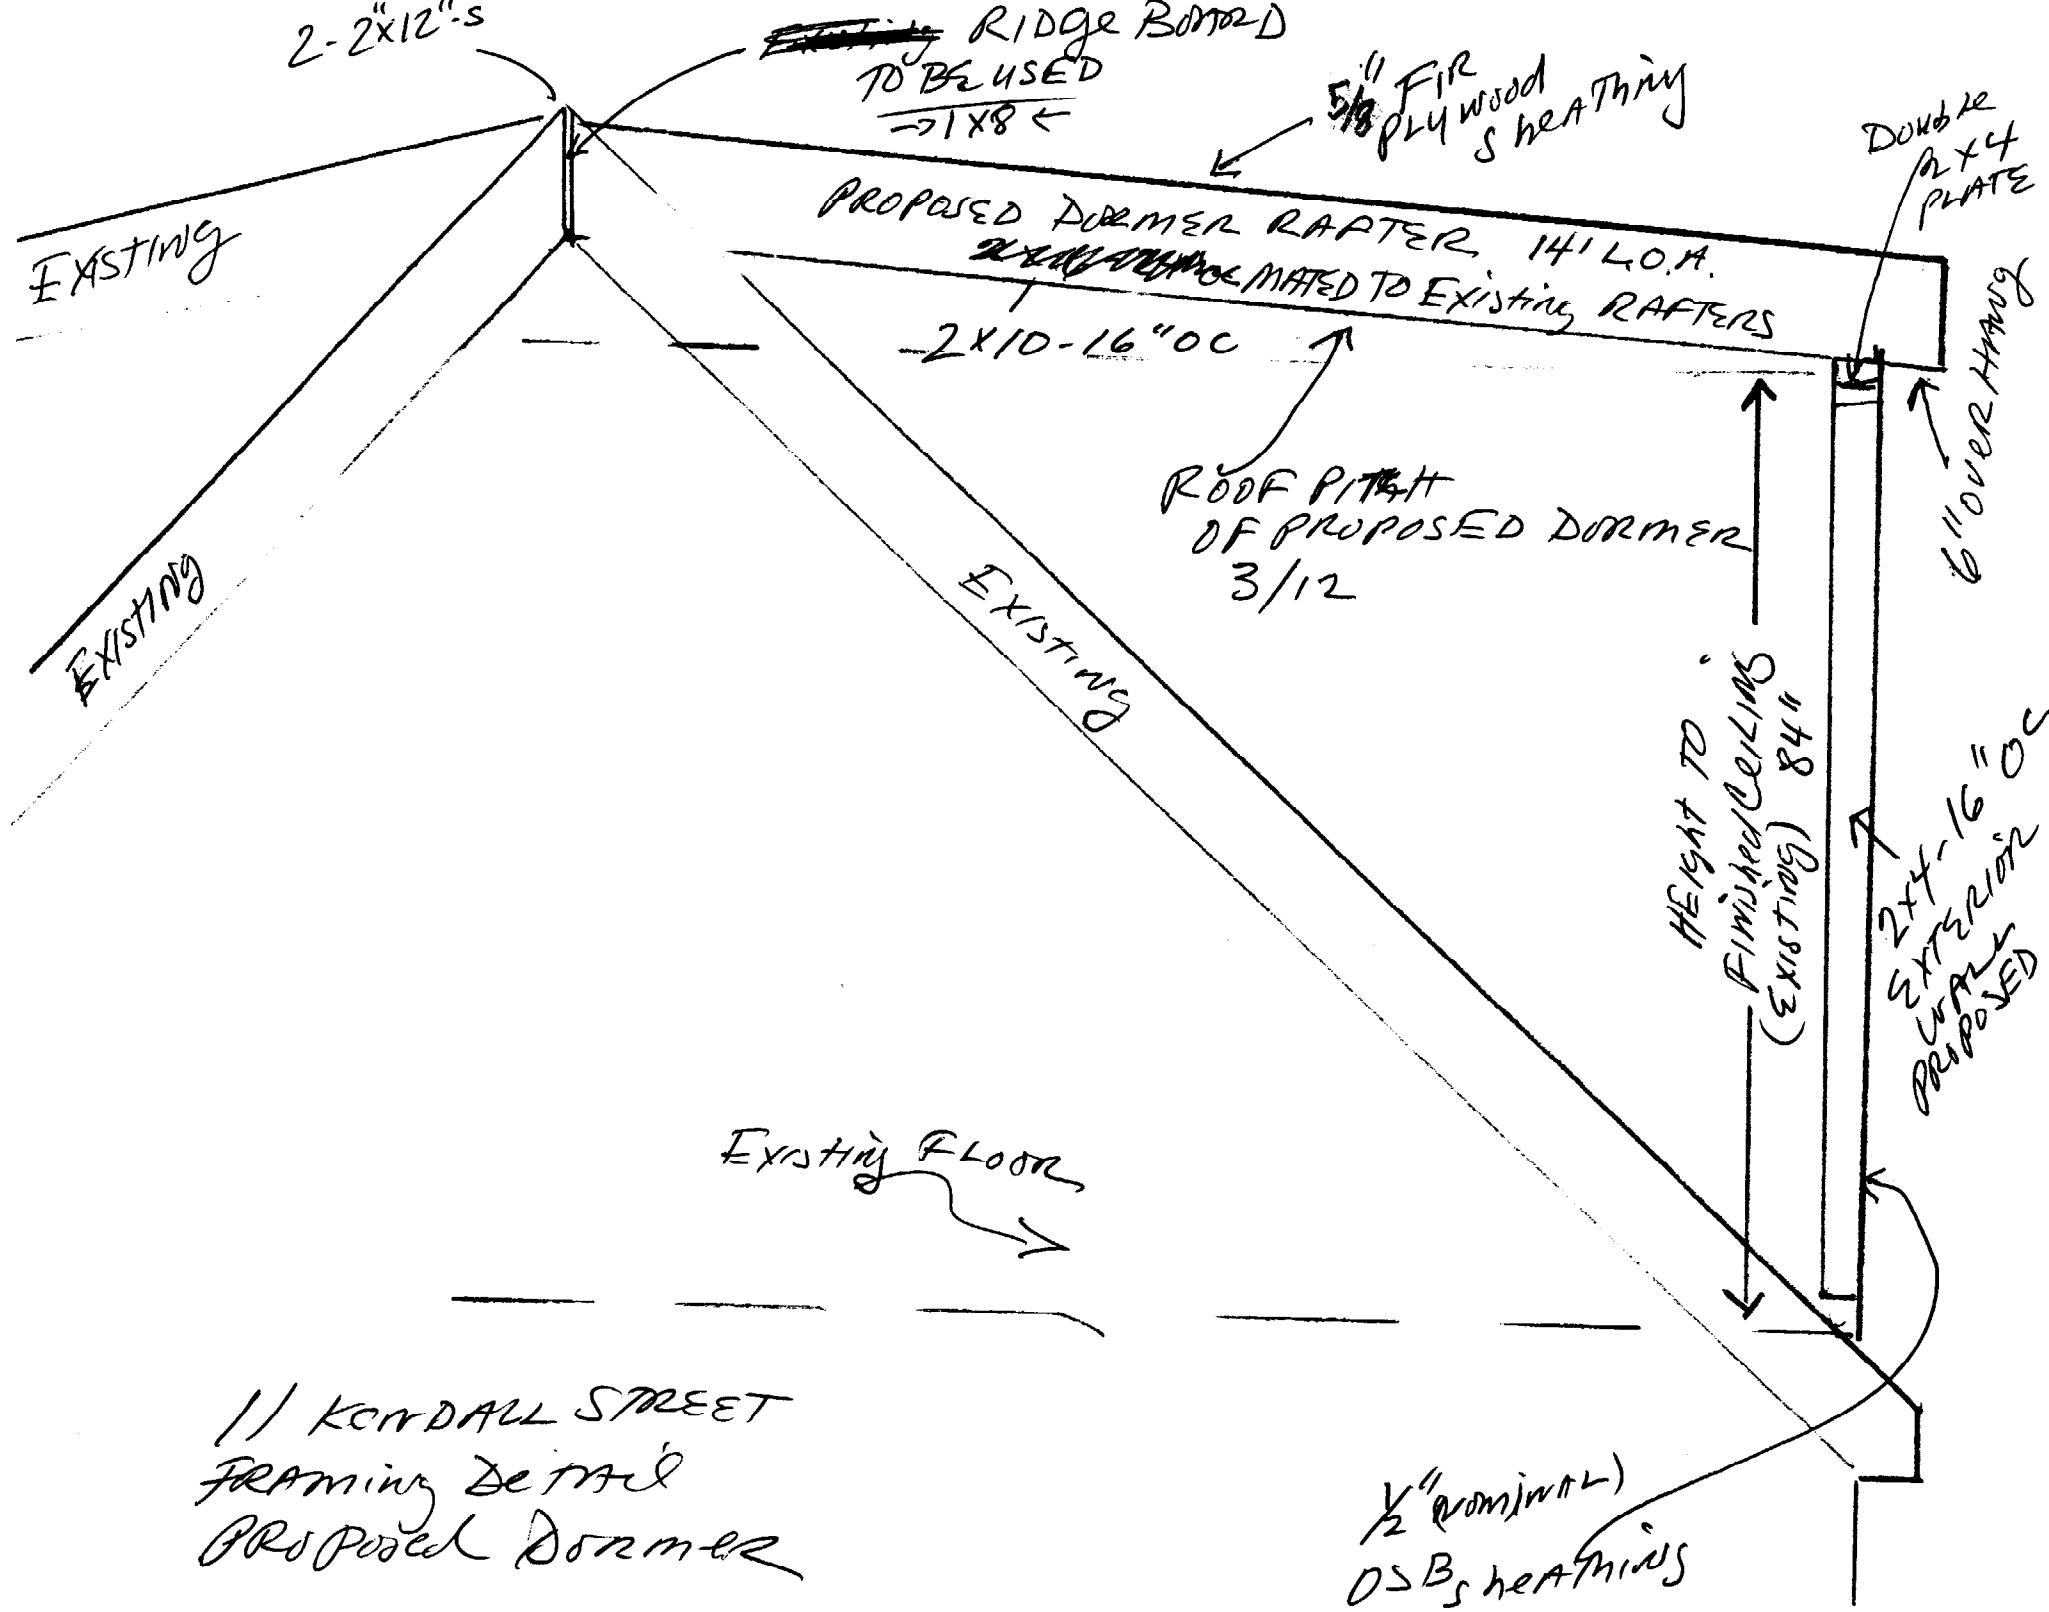 2-2"x12"-s
RIDGE BOARD
TO BE USED
→1X8←
5/8" FIR
PLYWOOD
SHEATHING
DOUBLE
2X4
PLATE
EXISTING
PROPOSED DORMER RAFTER 14' L.O.A.
MATED TO EXISTING RAFTERS
2X10-16"OC
6" OVERHANG
ROOF PITCH
OF PROPOSED DORMER
3/12
EXISTING
EXISTING
HEIGHT TO
FINISHED CEILING
(EXISTING) 84"
2X4-16"OC
EXTERIOR
WALL
PROPOSED
EXISTING FLOOR
11 KENDALL STREET
FRAMING DETAIL
PROPOSED DORMER
1/2" (NOMINAL)
OSB SHEATHING